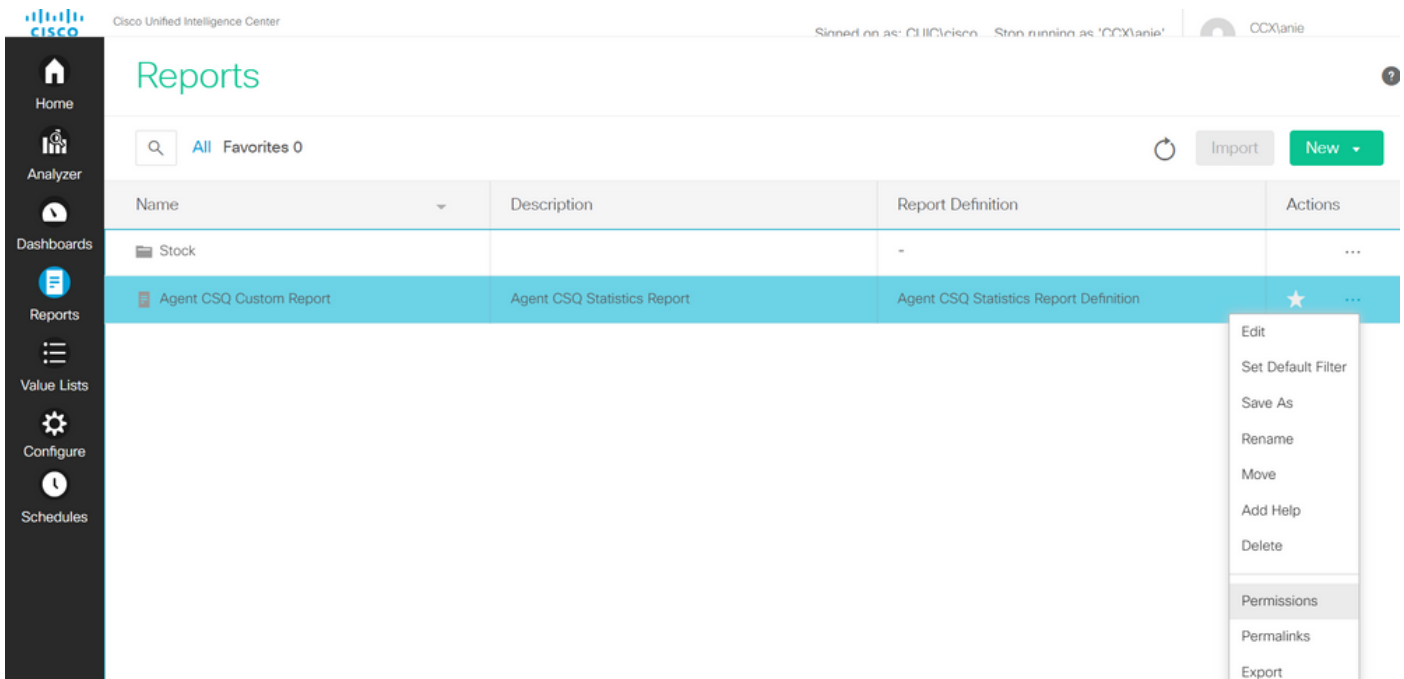 CISCO
Cisco Unified Intelligence Center
Signed on as: CUIC\cisco Stop running as 'CCX\anie'
CCX\anie
Home
Analyzer
Dashboards
Reports
Value Lists
Configure
Schedules
Reports
?
All Favorites 0
Import
New
Name Description Report Definition Actions
Stock - ...
Agent CSQ Custom Report Agent CSQ Statistics Report Agent CSQ Statistics Report Definition ...
Edit
Set Default Filter
Save As
Rename
Move
Add Help
Delete
Permissions
Permalinks
Export